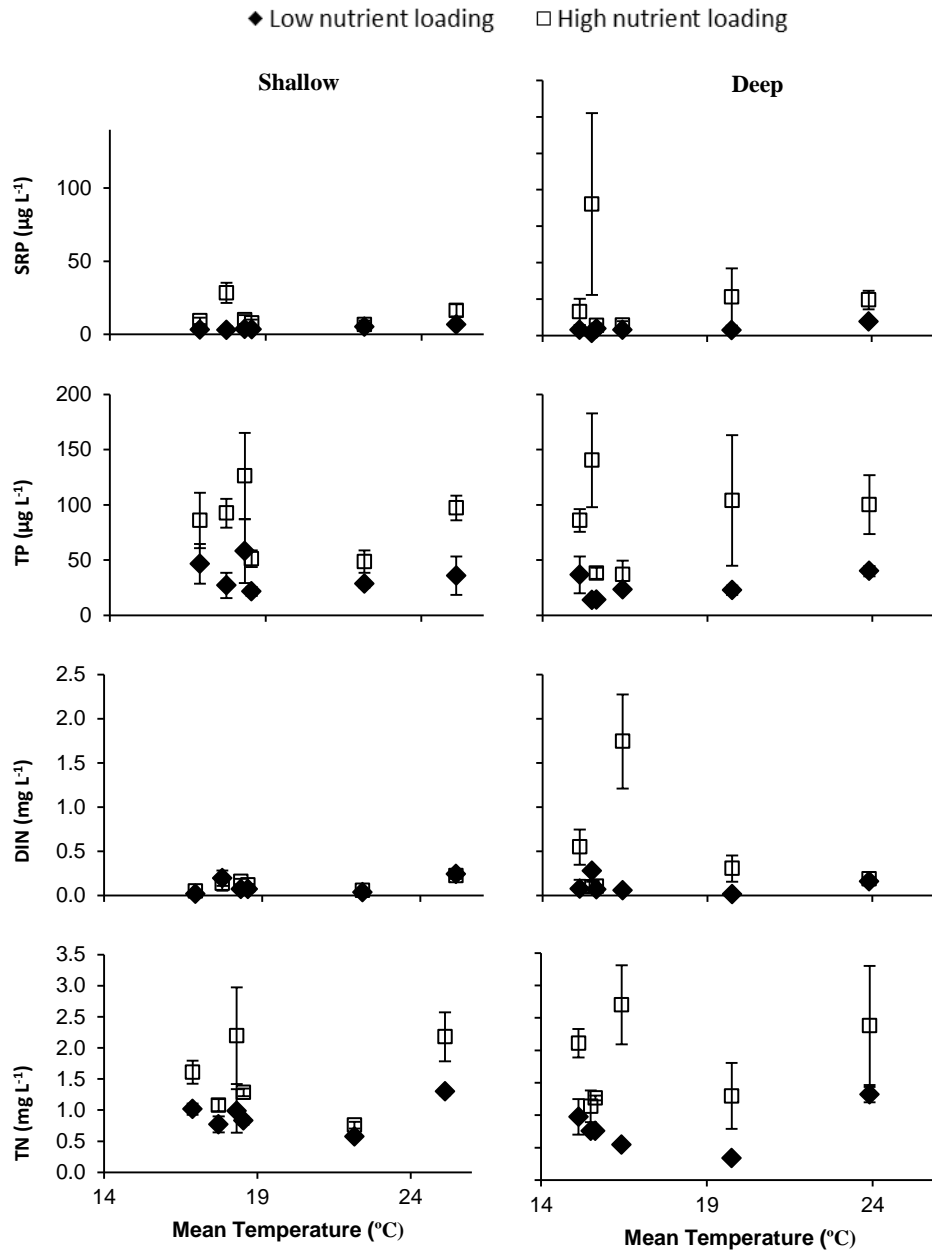 ◆ Low nutrient loading □ High nutrient loading
Shallow
Deep
SRP (µg L-1)
100
50
0
TP (µg L-1)
200
150
100
50
0
DIN (mg L-1)
2.5
2.0
1.5
1.0
0.5
0.0
TN (mg L-1)
3.5
3.0
2.5
2.0
1.5
1.0
0.5
0.0
14 19 24
14 19 24
Mean Temperature (ºC)
Mean Temperature (ºC)